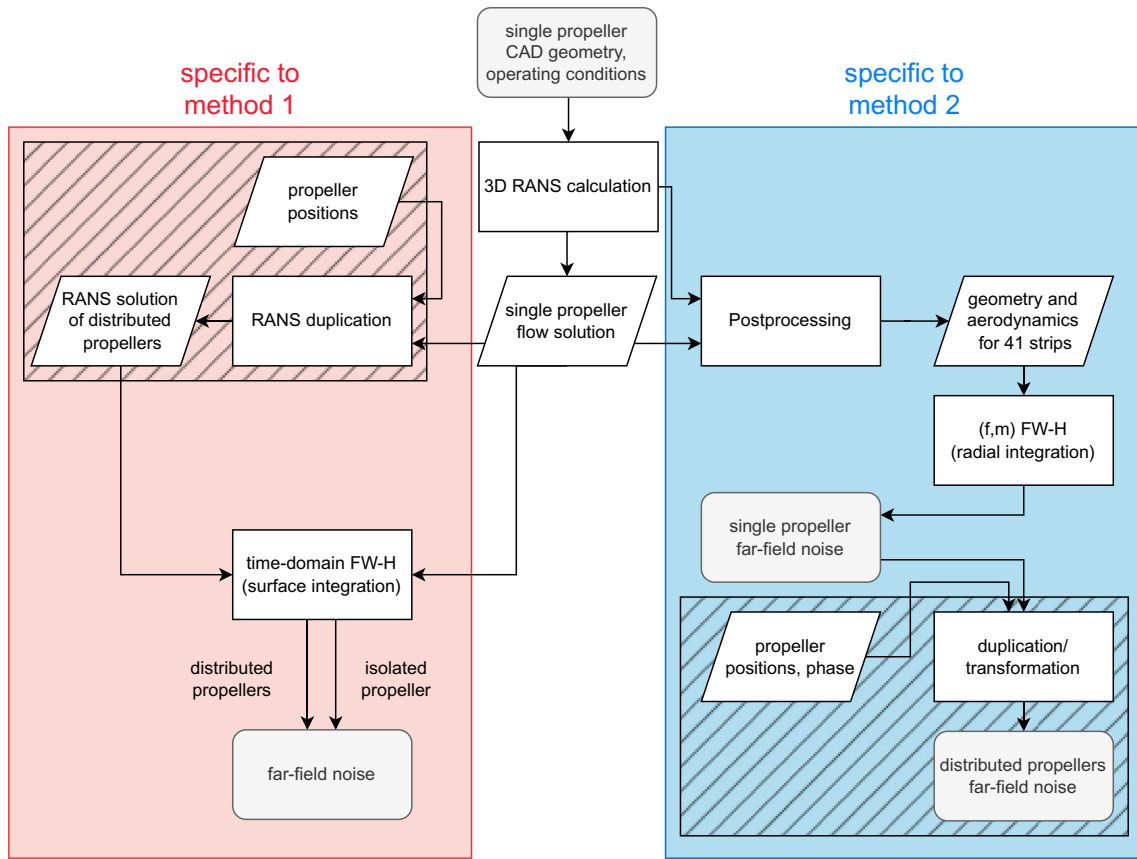 single propeller
CAD geometry,
operating conditions
specific to
method 1
specific to
method 2
3D RANS calculation
propeller
positions
RANS solution
of distributed
propellers
RANS duplication
single propeller
flow solution
Postprocessing
geometry and
aerodynamics
for 41 strips
(f,m) FW-H
(radial integration)
single propeller
far-field noise
time-domain FW-H
(surface integration)
distributed
propellers
isolated
propeller
far-field noise
propeller
positions, phase
duplication/
transformation
distributed propellers
far-field noise